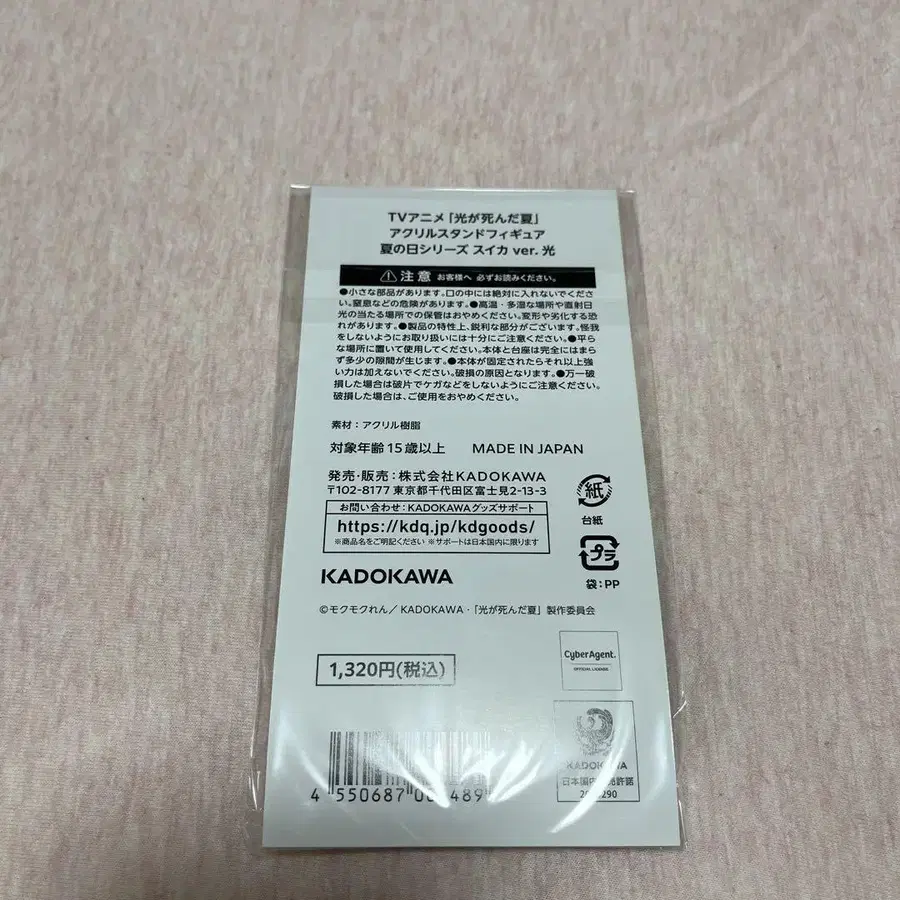 TVアニメ「光が死んだ夏」
アクリルスタンドフィギュア
夏の日シリーズ スイカ ver. 光
注意 お客様へ 必ずお読みください。
●小さな部品があります。口の中には絶対に入れないでくださ
い。窒息などの危険があります。●高温・多湿な場所や直射日
光の当たる場所での保管はおやめください。変形や劣化する恐
れがあります。●製品の特性上、鋭利な部分がございます。怪我
をしないようにお取り扱いには十分にご注意ください。●平ら
な場所に置いて使用してください。本体と台座は完全にはまら
ず多少の隙間が生じます。●本体が固定されたらそれ以上強
い力は加えないでください。破損の原因となります。●万一破
損した場合は破片でケガなどをしないようにご注意ください。
破損した場合は、ご使用をおやめください。
素材：アクリル樹脂
対象年齢15歳以上 MADE IN JAPAN
発売・販売：株式会社KADOKAWA
〒102-8177 東京都千代田区富士見2-13-3
お問い合わせ：KADOKAWAグッズサポート
https://kdq.jp/kdgoods/
※商品名をご明記ください ※サポートは日本国内に限ります
紙
台紙
プラ
袋：PP
KADOKAWA
©モクモクれん／KADOKAWA・「光が死んだ夏」製作委員会
CyberAgent.
OFFICIAL LICENSE
1,320円(税込)
KADOKAWA
日本国内
許諾
4 550687